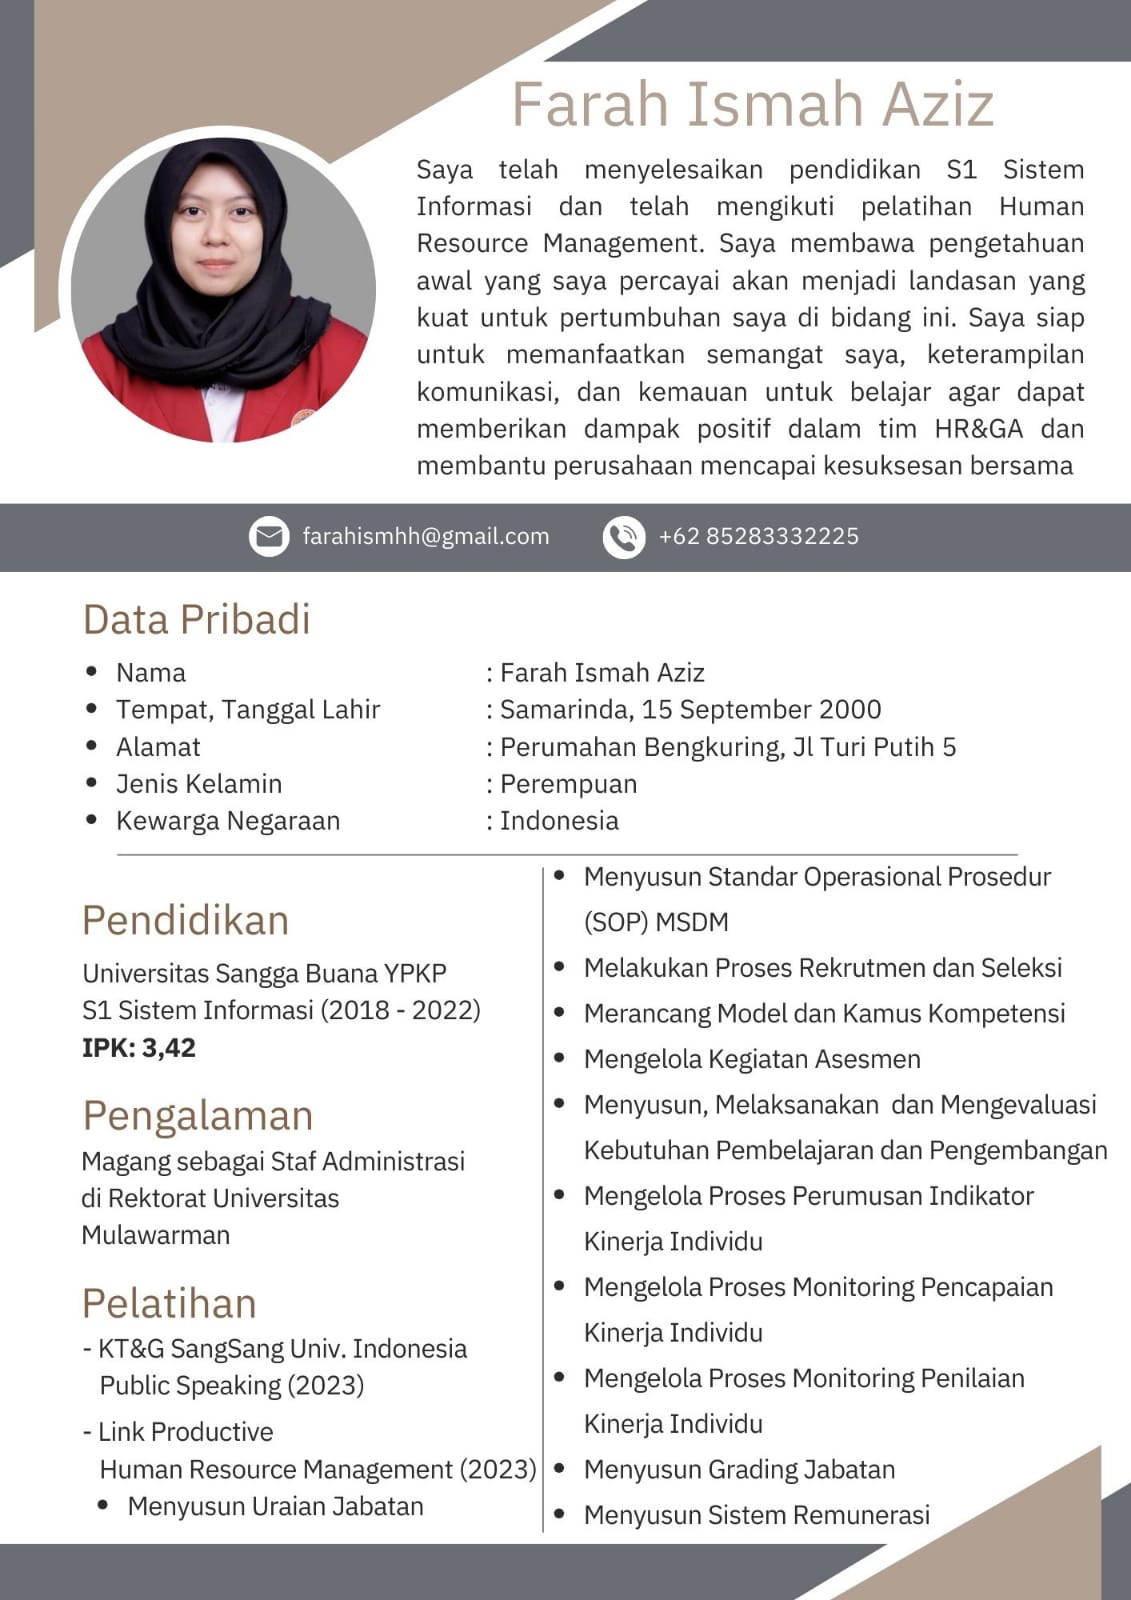 Farah Ismah Aziz
Saya telah menyelesaikan pendidikan S1 Sistem
Informasi dan telah mengikuti pelatihan Human
Resource Management. Saya membawa pengetahuan
awal yang saya percayai akan menjadi landasan yang
kuat untuk pertumbuhan saya di bidang ini. Saya siap
untuk memanfaatkan semangat saya, keterampilan
komunikasi, dan kemauan untuk belajar agar dapat
memberikan dampak positif dalam tim HR&GA dan
membantu perusahaan mencapai kesuksesan bersama
farahismhh@gmail.com
+62 85283332225
Data Pribadi
• Nama : Farah Ismah Aziz
• Tempat, Tanggal Lahir : Samarinda, 15 September 2000
• Alamat : Perumahan Bengkuring, Jl Turi Putih 5
• Jenis Kelamin : Perempuan
• Kewarga Negaraan : Indonesia
Pendidikan
Universitas Sangga Buana YPKP
S1 Sistem Informasi (2018 - 2022)
IPK: 3,42
Pengalaman
Magang sebagai Staf Administrasi
di Rektorat Universitas
Mulawarman
Pelatihan
- KT&G SangSang Univ. Indonesia
Public Speaking (2023)
- Link Productive
Human Resource Management (2023)
• Menyusun Uraian Jabatan
• Menyusun Standar Operasional Prosedur
(SOP) MSDM
• Melakukan Proses Rekrutmen dan Seleksi
• Merancang Model dan Kamus Kompetensi
• Mengelola Kegiatan Asesmen
• Menyusun, Melaksanakan dan Mengevaluasi
Kebutuhan Pembelajaran dan Pengembangan
• Mengelola Proses Perumusan Indikator
Kinerja Individu
• Mengelola Proses Monitoring Pencapaian
Kinerja Individu
• Mengelola Proses Monitoring Penilaian
Kinerja Individu
• Menyusun Grading Jabatan
• Menyusun Sistem Remunerasi